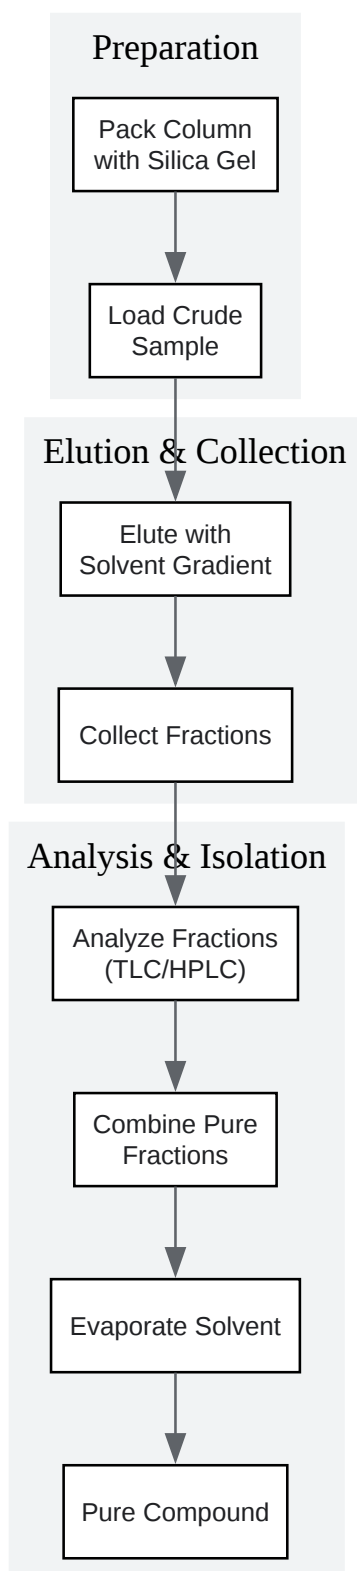 Preparation
Pack Column
with Silica Gel
Load Crude
Sample
Elution & Collection
Elute with
Solvent Gradient
Collect Fractions
Analysis & Isolation
Analyze Fractions
(TLC/HPLC)
Combine Pure
Fractions
Evaporate Solvent
Pure Compound